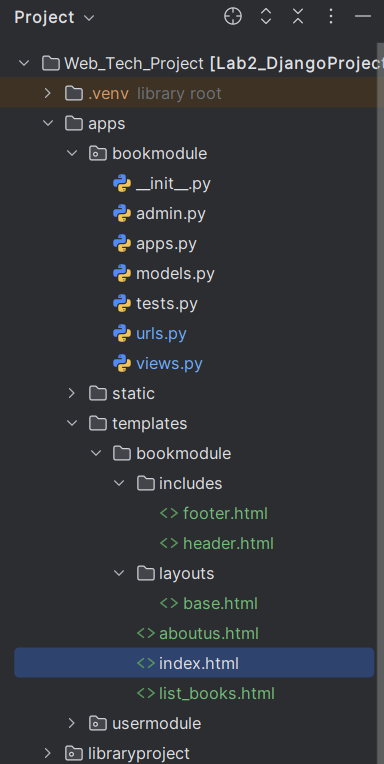 Project
Web_Tech_Project [Lab2_DjangoProject
.venv library root
apps
bookmodule
__init__.py
admin.py
apps.py
models.py
tests.py
urls.py
views.py
static
templates
bookmodule
includes
footer.html
header.html
layouts
base.html
aboutus.html
index.html
list_books.html
usermodule
libraryproject